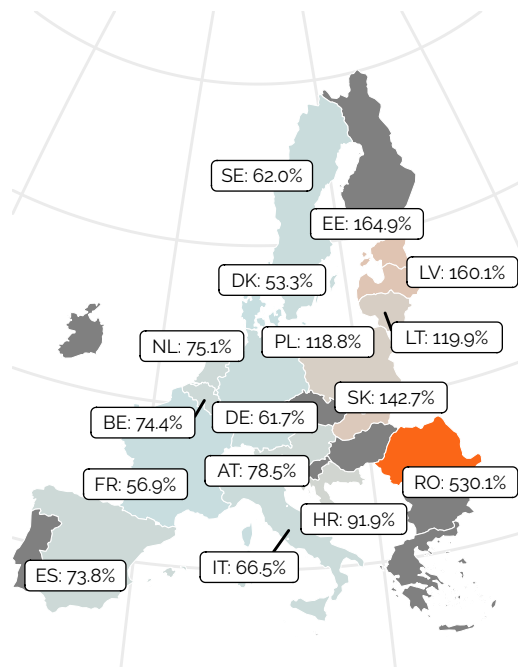 SE: 62.0%
EE: 164.9%
LV: 160.1%
DK: 53.3%
LT: 119.9%
NL: 75.1%
PL: 118.8%
SK: 142.7%
BE: 74.4%
DE: 61.7%
AT: 78.5%
FR: 56.9%
RO: 530.1%
HR: 91.9%
IT: 66.5%
ES: 73.8%